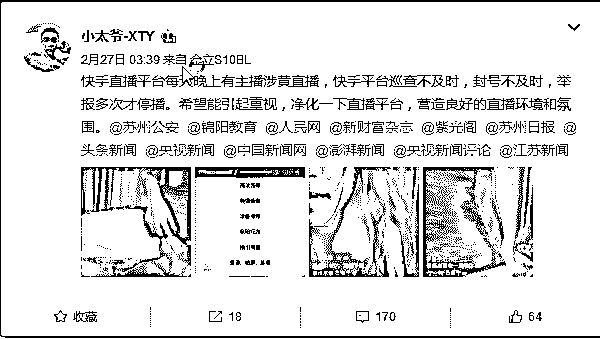 小太爷-XTY
2月27日 03:39 来自 金立S10BL
快手直播平台每天晚上有主播涉黄直播，快手平台巡查不及时，封号不及时，举
报多次才停播。希望能引起重视，净化一下直播平台，营造良好的直播环境和氛
围。@苏州公安 @锦阳教育 @人民网 @新财富杂志 @紫光阁 @苏州日报 @
头条新闻 @央视新闻 @中国新闻网 @澎湃新闻 @央视新闻评论 @江苏新闻
收藏
18
170
64